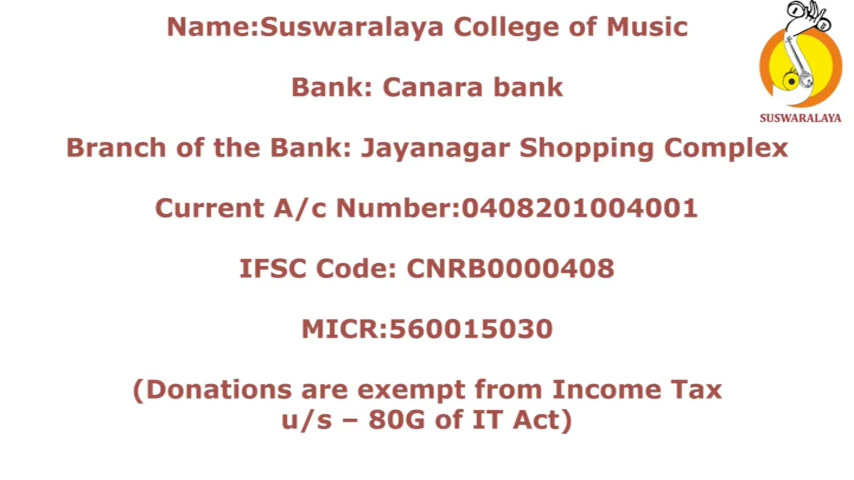 Name:Suswaralaya College of Music
Bank: Canara bank
SUSWARALAYA
Branch of the Bank: Jayanagar Shopping Complex
Current A/c Number:0408201004001
IFSC Code: CNRB0000408
MICR:560015030
(Donations are exempt from Income Tax
u/s – 80G of IT Act)